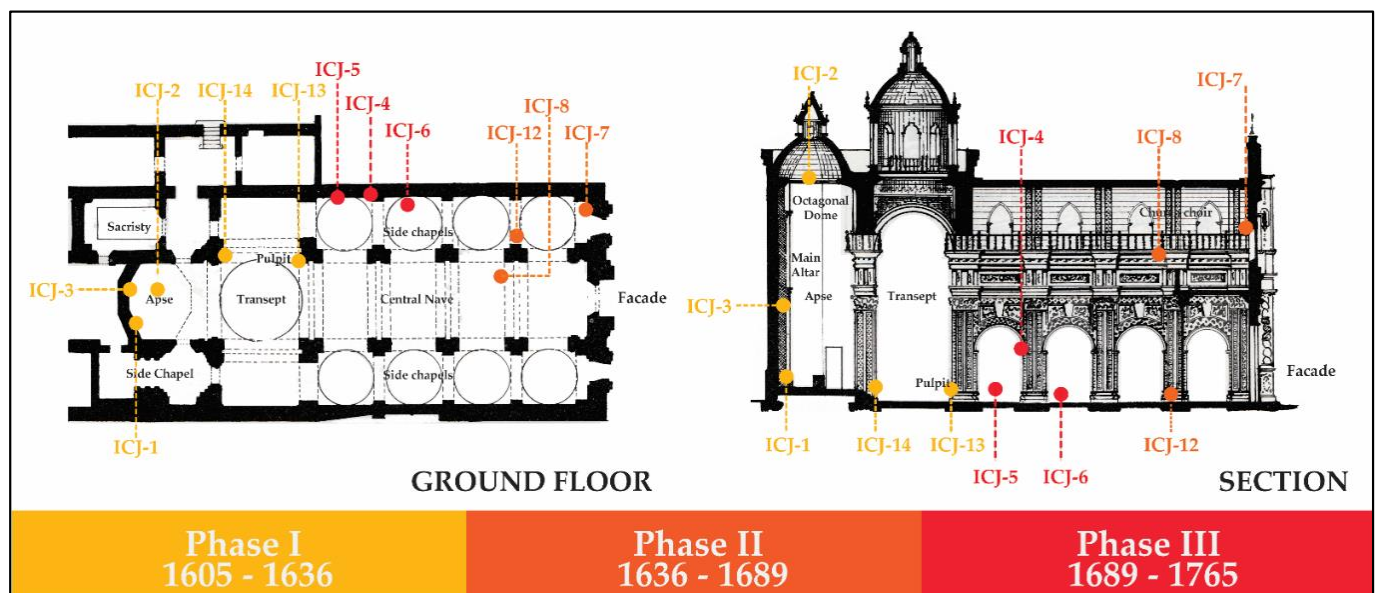 ICJ-5
ICJ-2
ICJ-14
ICJ-13
ICJ-4
ICJ-6
ICJ-8
ICJ-12
ICJ-7
Sacristy
Side chapels
Pulpit
ICJ-3
Apse
Transept
Central Nave
Facade
Side Chapel
Side chapels
ICJ-1
GROUND FLOOR
ICJ-2
ICJ-7
ICJ-4
ICJ-8
Octagonal
Dome
Church choir
Main
Altar
ICJ-3
Apse
Transept
Pulpit
Facade
ICJ-1
ICJ-14
ICJ-13
ICJ-12
ICJ-5
ICJ-6
SECTION
Phase I
1605 - 1636
Phase II
1636 - 1689
Phase III
1689 - 1765